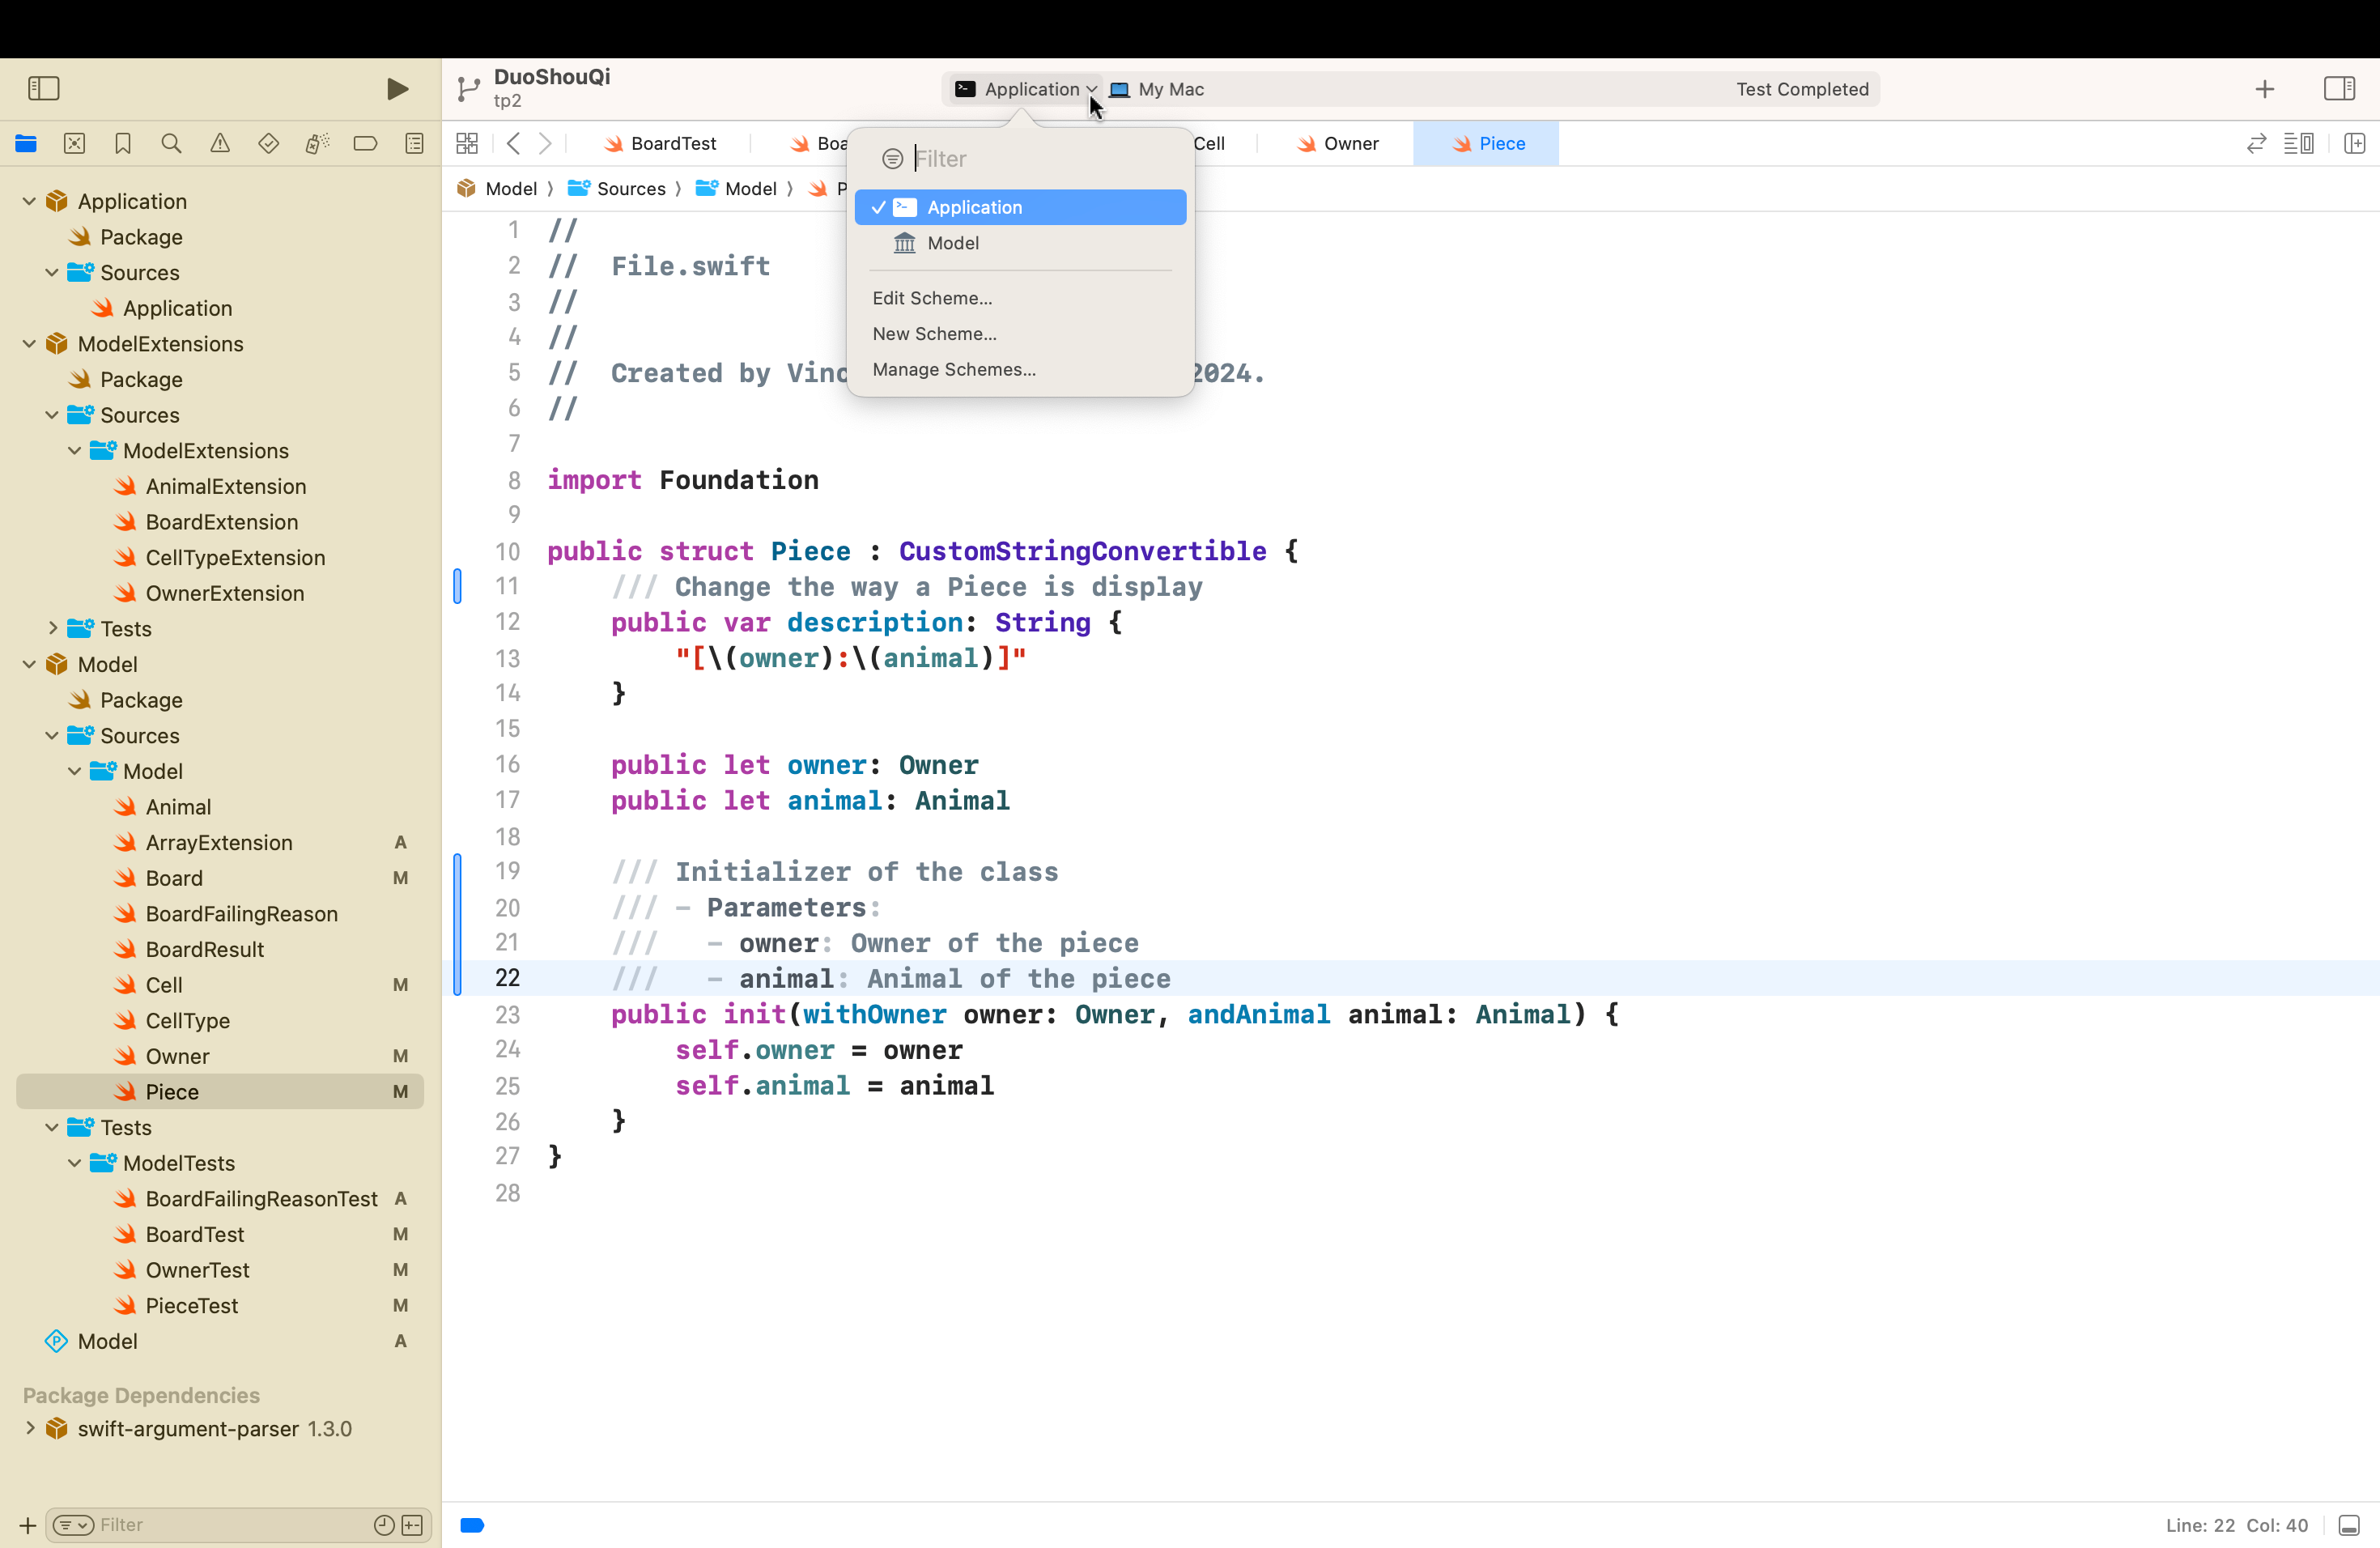 DuoShouQi
tp2
Application
My Mac
Test Completed
BoardTest
Boa
Cell
Owner
Piece
Model
Sources
Model
P
Filter
Application
Model
Edit Scheme...
New Scheme...
Manage Schemes...
Application
Package
Sources
Application
ModelExtensions
Package
Sources
ModelExtensions
AnimalExtension
BoardExtension
CellTypeExtension
OwnerExtension
Tests
Model
Package
Sources
Model
Animal
ArrayExtension A
Board M
BoardFailingReason
BoardResult
Cell M
CellType
Owner M
Piece M
Tests
ModelTests
BoardFailingReasonTest A
BoardTest M
OwnerTest M
PieceTest M
Model A
Package Dependencies
swift-argument-parser 1.3.0
Filter
1 //
2 // File.swift
3 //
4 //
5 // Created by Vinc 2024.
6 //
7
8 import Foundation
9
10 public struct Piece : CustomStringConvertible {
11 /// Change the way a Piece is display
12 public var description: String {
13 "[\(owner):\(animal)]"
14 }
15
16 public let owner: Owner
17 public let animal: Animal
18
19 /// Initializer of the class
20 /// - Parameters:
21 /// - owner: Owner of the piece
22 /// - animal: Animal of the piece
23 public init(withOwner owner: Owner, andAnimal animal: Animal) {
24 self.owner = owner
25 self.animal = animal
26 }
27 }
28
Line: 22 Col: 40